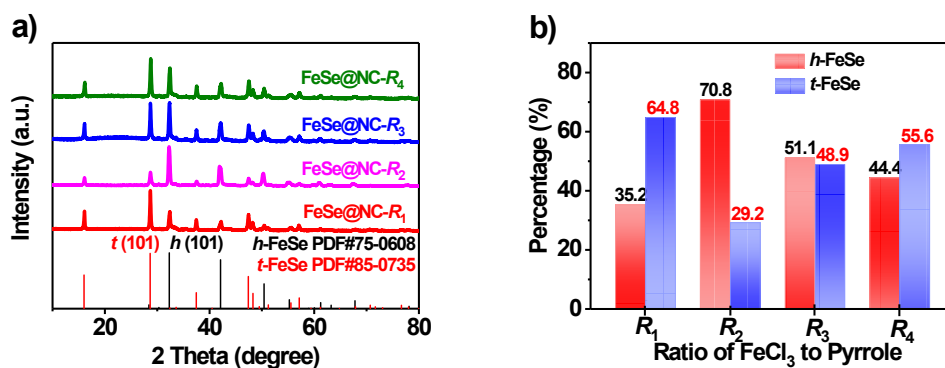 a)
Intensity (a.u.)
FeSe@NC-R4
FeSe@NC-R3
FeSe@NC-R2
FeSe@NC-R1
t (101)
h (101)
h-FeSe PDF#75-0608
t-FeSe PDF#85-0735
20 40 60 80
2 Theta (degree)
b)
Percentage (%)
80
60
40
20
0
h-FeSe
t-FeSe
35.2
64.8
70.8
29.2
51.1
48.9
44.4
55.6
R1 R2 R3 R4
Ratio of FeCl3 to Pyrrole